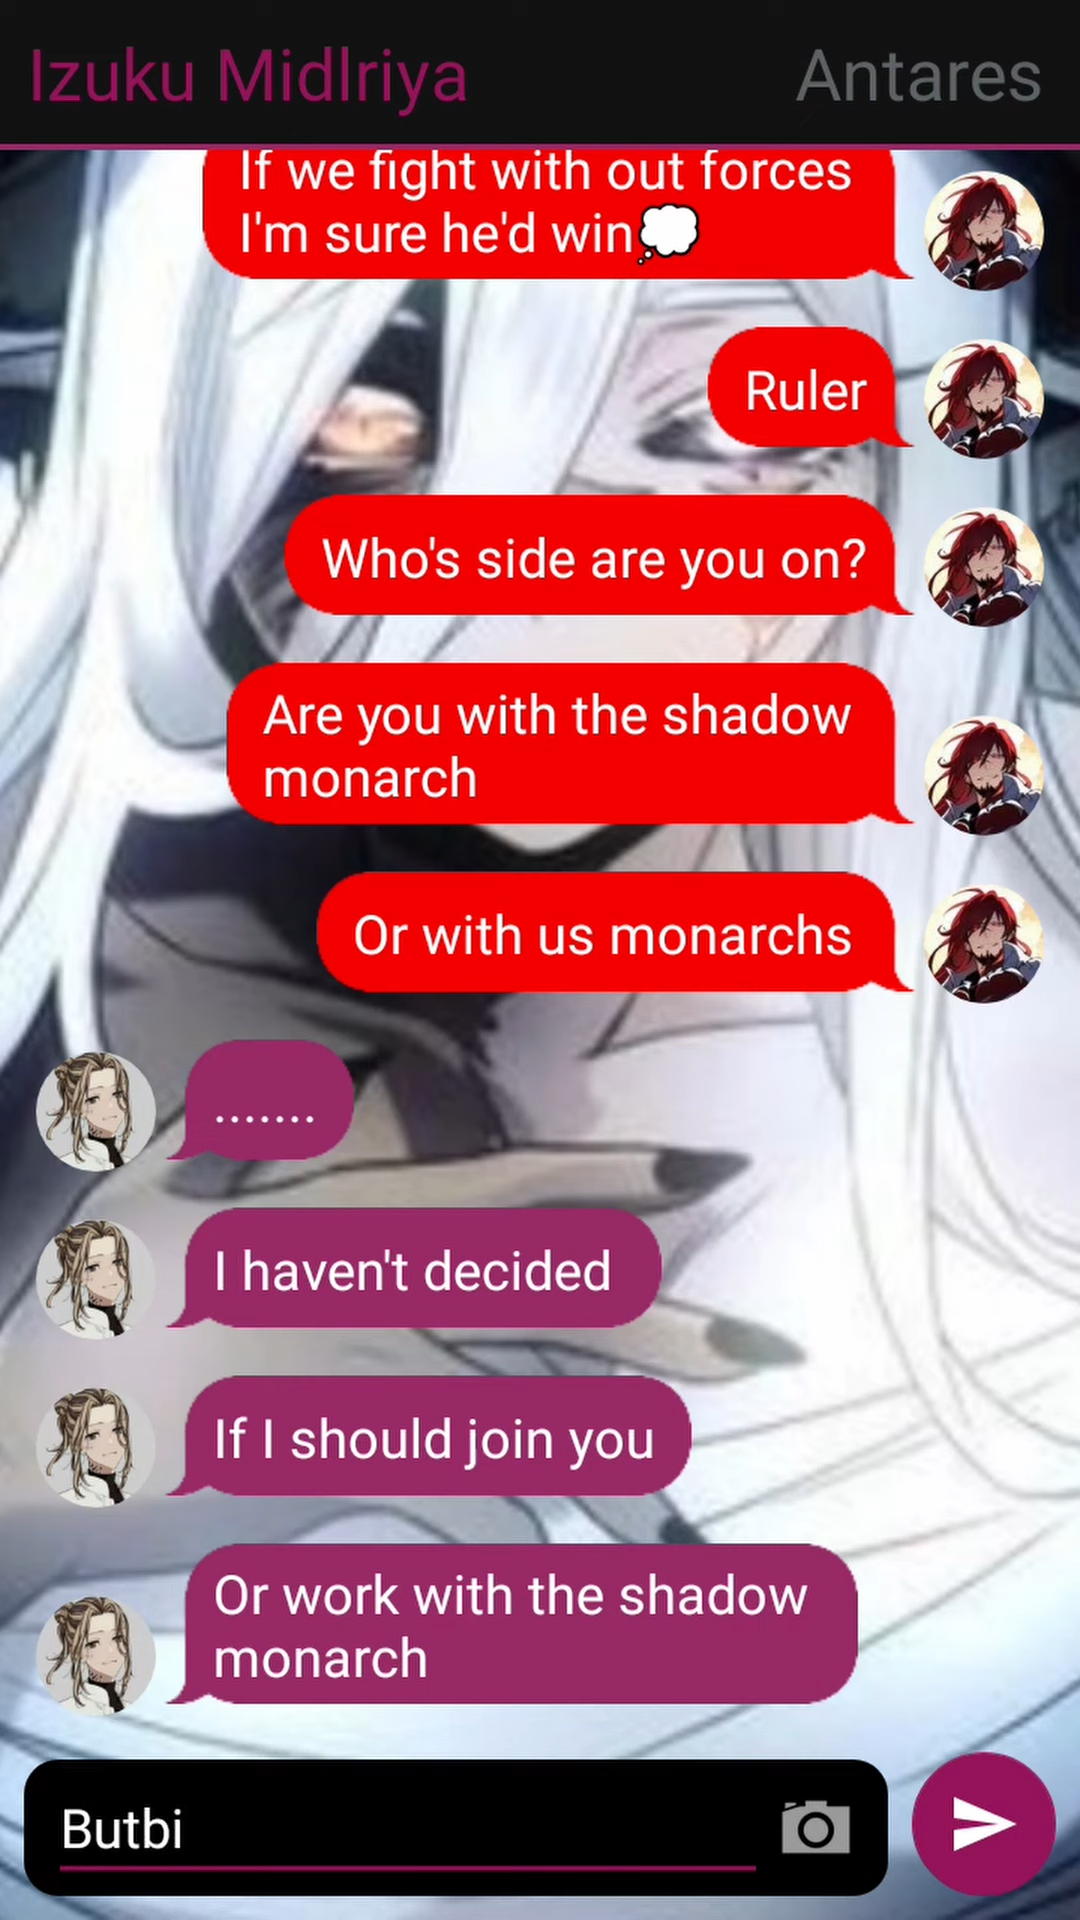 Izuku Midlriya
Antares
If we fight with out forces
I'm sure he'd win💭
Ruler
Who's side are you on?
Are you with the shadow
monarch
Or with us monarchs
.......
I haven't decided
If I should join you
Or work with the shadow
monarch
Butbi